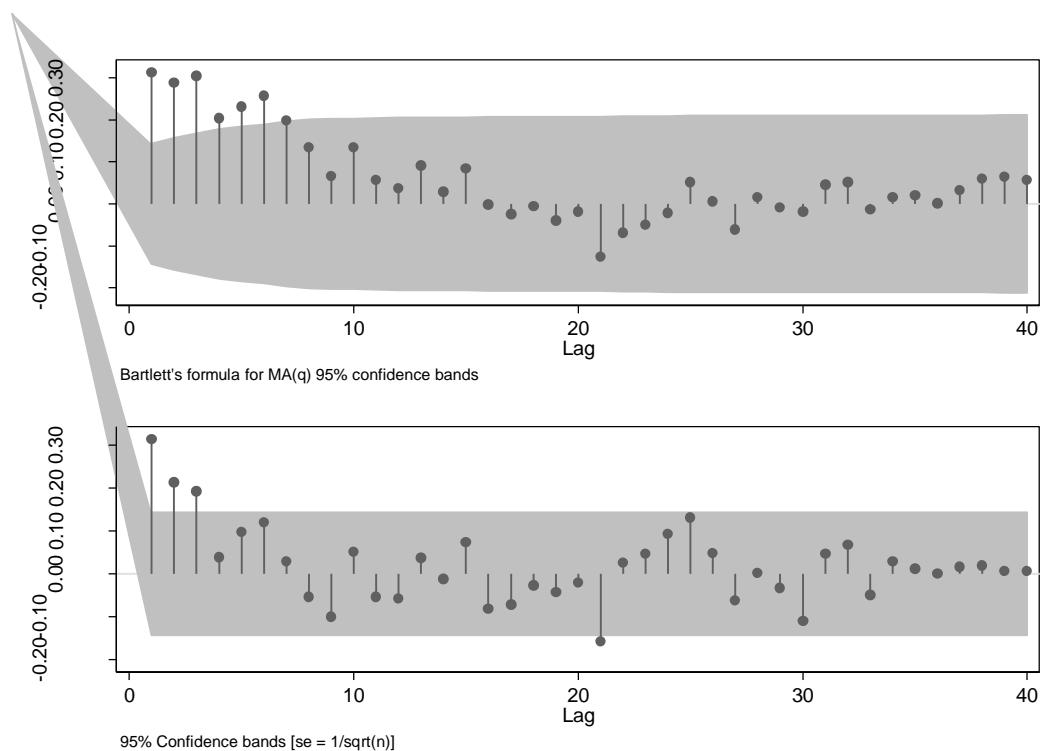 -0.20-0.10 0.00 0.10 0.20 0.30
0 10 20 30 40
Lag
Bartlett's formula for MA(q) 95% confidence bands
-0.20-0.10 0.00 0.10 0.20 0.30
0 10 20 30 40
Lag
95% Confidence bands [se = 1/sqrt(n)]